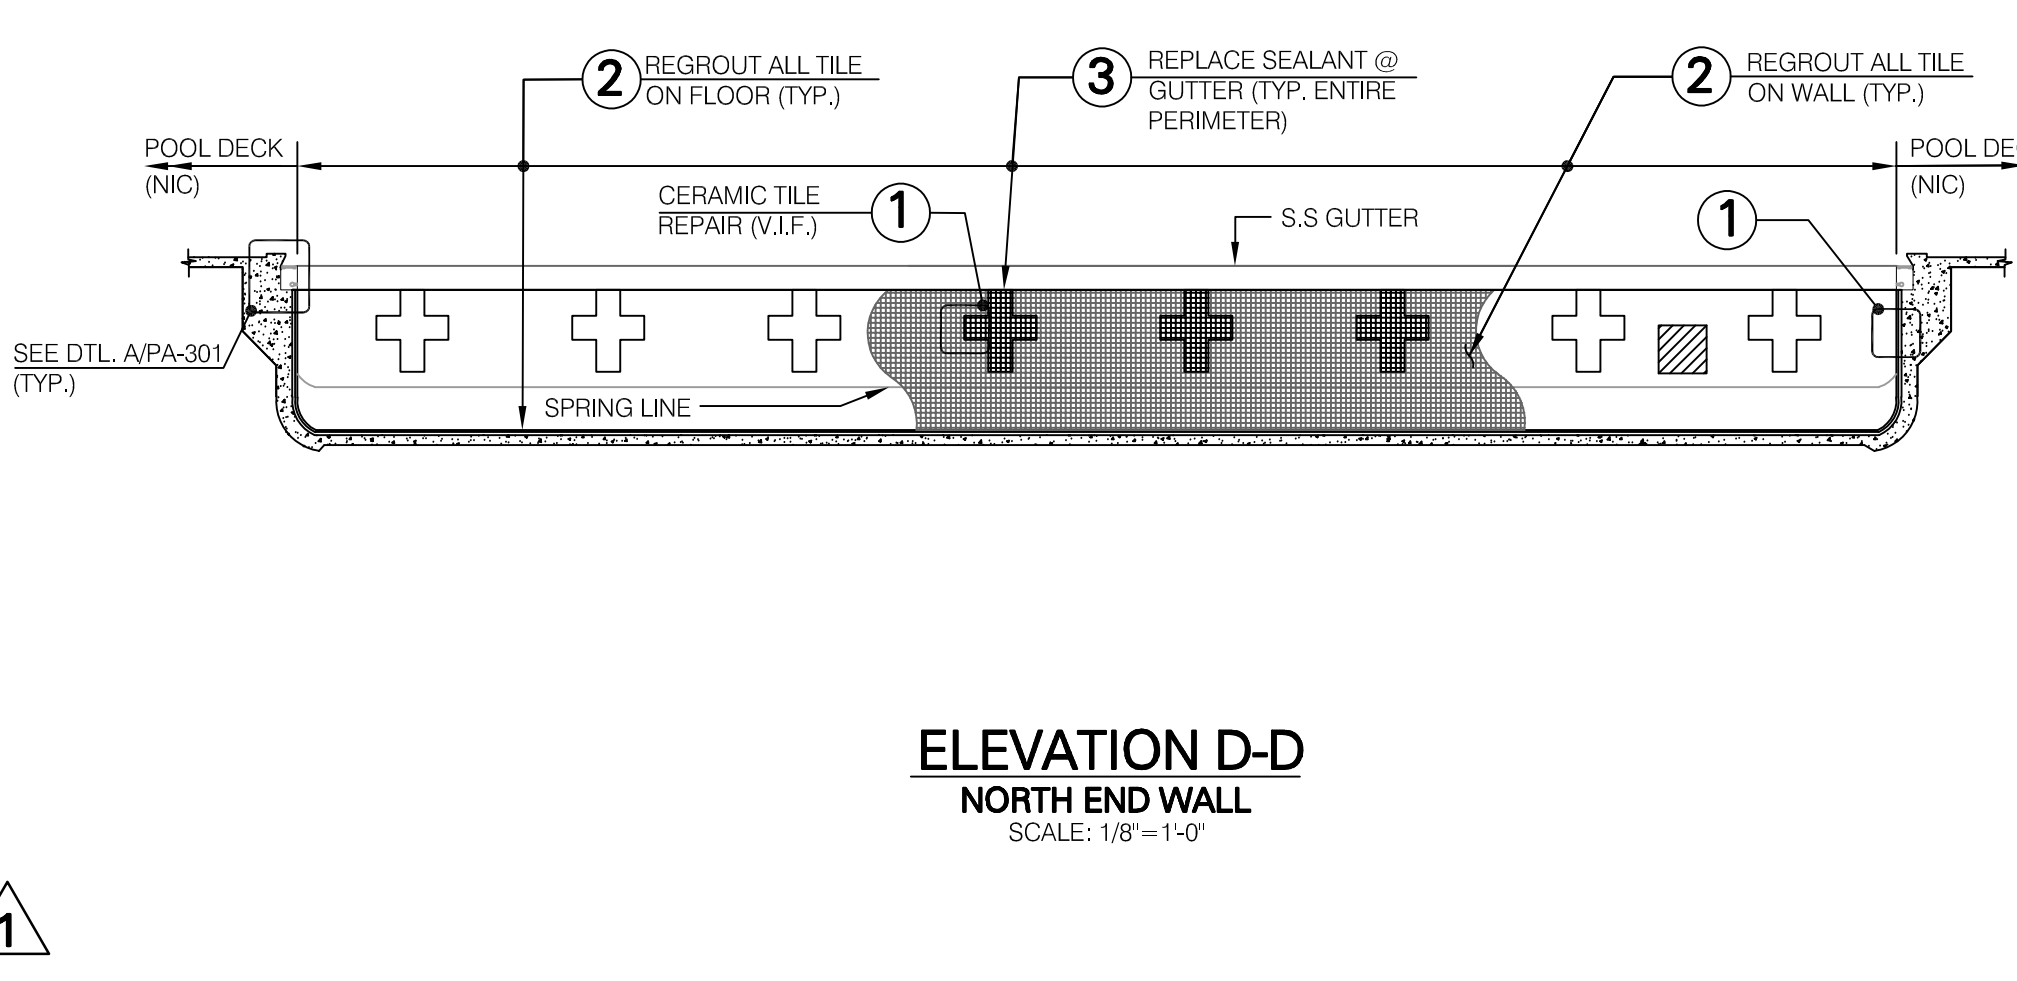 2
REGROUT ALL TILE
ON FLOOR (TYP.)
3
REPLACE SEALANT @
GUTTER (TYP. ENTIRE
PERIMETER)
2
REGROUT ALL TILE
ON WALL (TYP.)
POOL DECK
(NIC)
POOL DE
(NIC)
CERAMIC TILE
REPAIR (V.I.F.)
1
S.S GUTTER
1
SEE DTL. A/PA-301
(TYP.)
SPRING LINE
ELEVATION D-D
NORTH END WALL
SCALE: 1/8"=1'-0"
1